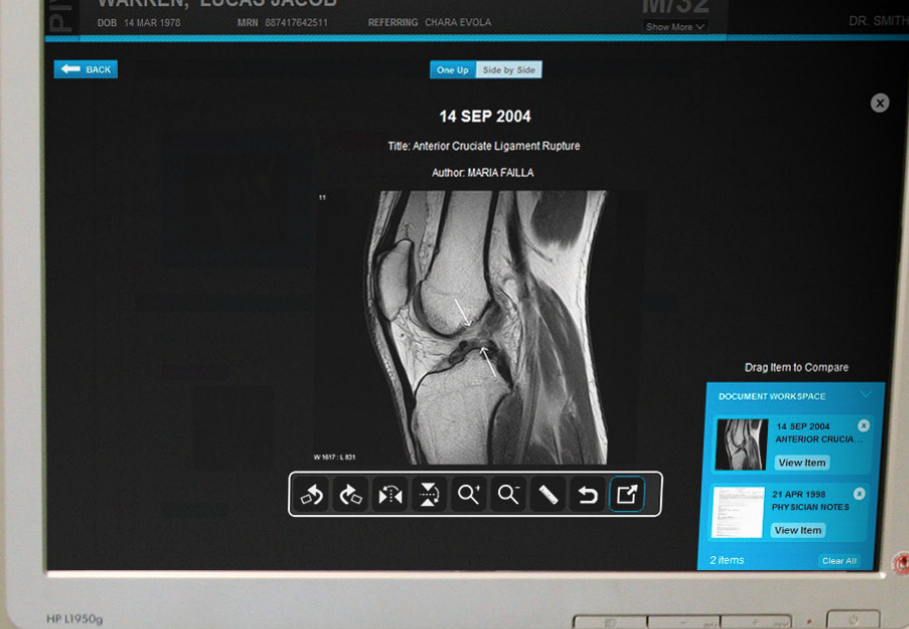 WARREN, LUCAS JACOB
M/32
DOB 14 MAR 1978 MRN 887417642511 REFERRING CHARA EVOLA
Show More
DR. SMITH
BACK
One Up Side by Side
X
14 SEP 2004
Title: Anterior Cruciate Ligament Rupture
Author: MARIA FAILLA
11
W 1617 : L 831
Drag Item to Compare
DOCUMENT WORKSPACE
14 SEP 2004
ANTERIOR CRUCIA...
View Item
21 APR 1998
PHYSICIAN NOTES
View Item
2 items Clear All
HP L1950g